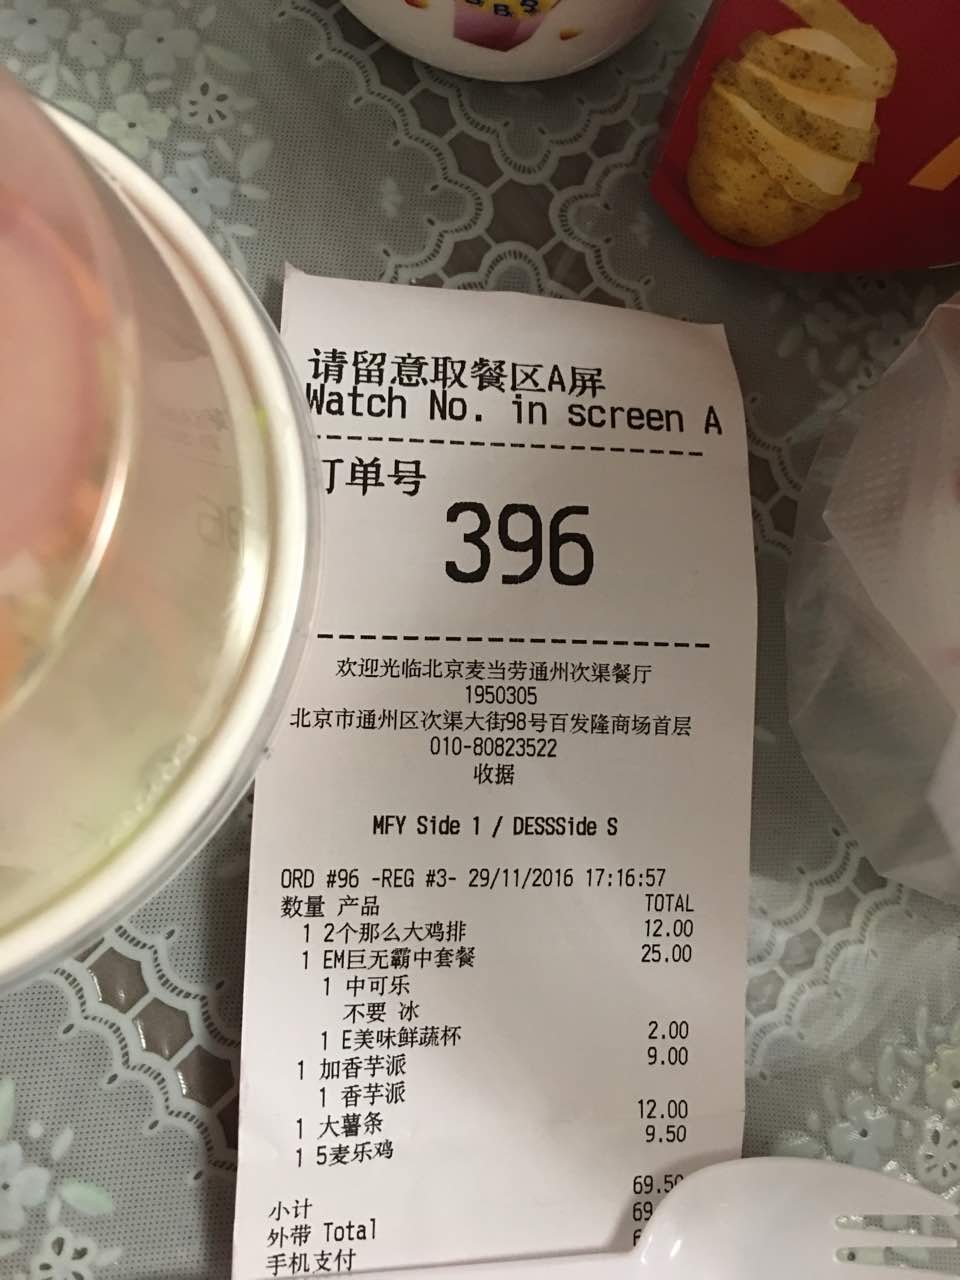 请留意取餐区A屏
Watch No. in screen A
订单号
396
欢迎光临北京麦当劳通州次渠餐厅
1950305
北京市通州区次渠大街98号百发隆商场首层
010-80823522
收据
MFY Side 1 / DESSSide S
ORD #96 -REG #3- 29/11/2016 17:16:57
数量 产品 TOTAL
1 2个那么大鸡排 12.00
1 EM巨无霸中套餐 25.00
1 中可乐
不要 冰
1 E美味鲜蔬杯 2.00
1 加香芋派 9.00
1 香芋派
1 大薯条 12.00
1 5麦乐鸡 9.50
小计 69.50
外带 Total 69
手机支付